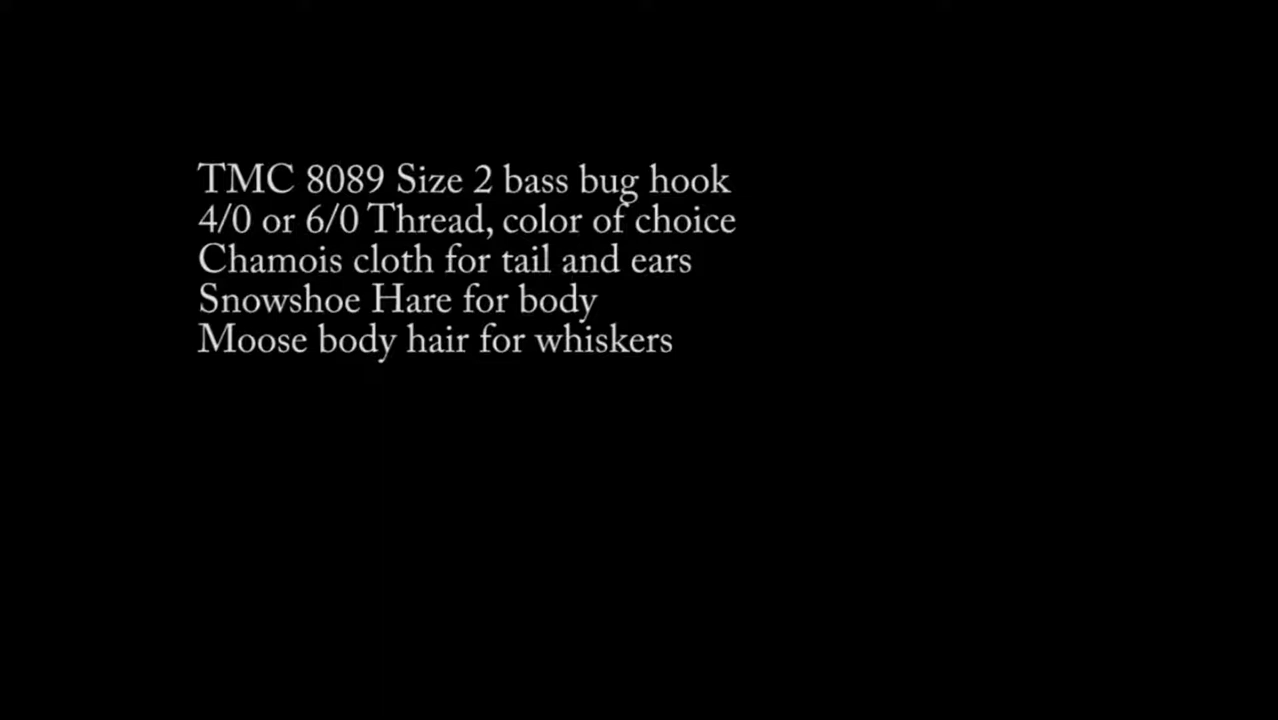 TMC 8089 Size 2 bass bug hook
4/0 or 6/0 Thread, color of choice
Chamois cloth for tail and ears
Snowshoe Hare for body
Moose body hair for whiskers